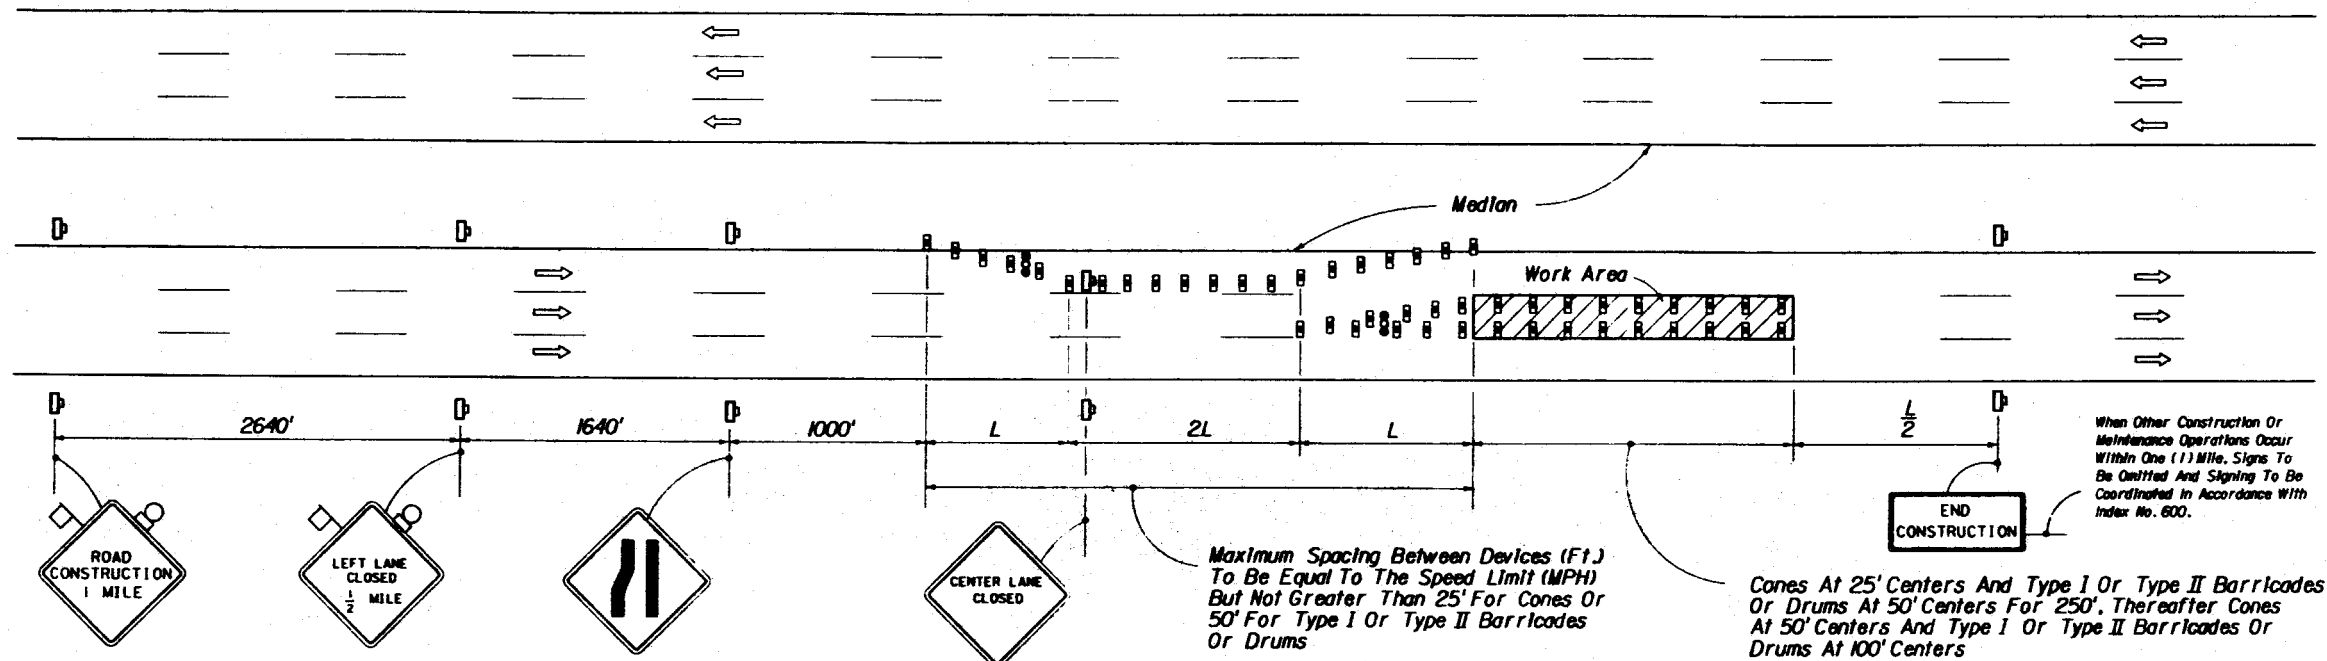 Median
Work Area
2640'
1640'
1000'
L
2L
L
L
2
When Other Construction Or
Maintenance Operations Occur
Within One (1) Mile, Signs To
Be Omitted And Signing To Be
Coordinated In Accordance With
Index No. 600.
ROAD
CONSTRUCTION
1 MILE
LEFT LANE
CLOSED
1/2 MILE
CENTER LANE
CLOSED
END
CONSTRUCTION
Maximum Spacing Between Devices (Ft.)
To Be Equal To The Speed Limit (MPH)
But Not Greater Than 25' For Cones Or
50' For Type I Or Type II Barricades
Or Drums
Cones At 25' Centers And Type I Or Type II Barricades
Or Drums At 50' Centers For 250', Thereafter Cones
At 50' Centers And Type I Or Type II Barricades Or
Drums At 100' Centers